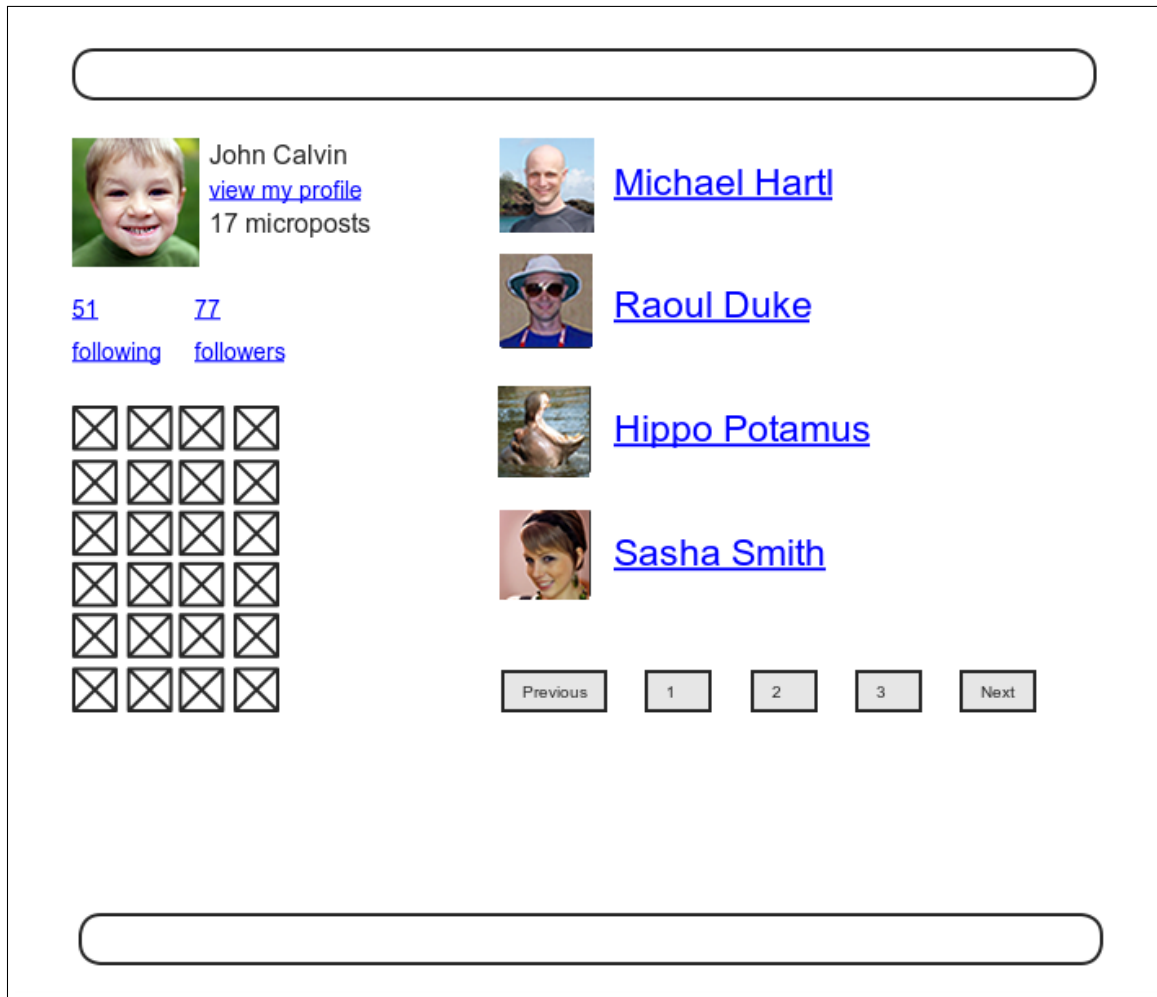 John Calvin
view my profile
17 microposts
51 77
following followers
Michael Hartl
Raoul Duke
Hippo Potamus
Sasha Smith
Previous 1 2 3 Next